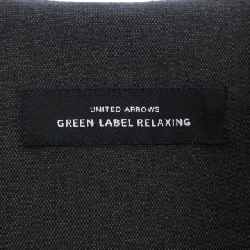 UNITED ARROWS
GREEN LABEL RELAXING